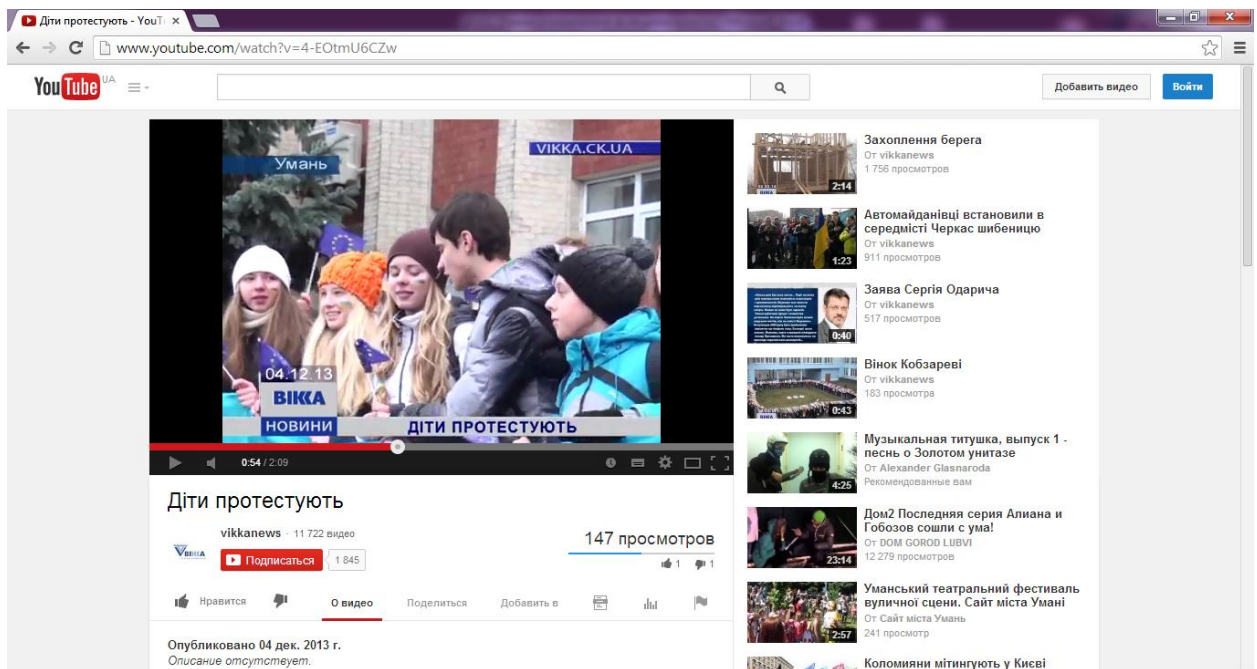 Діти протестують - YouTu
www.youtube.com/watch?v=4-EOtmU6CZw
YouTube UA
Добавить видео
Войти
Умань
VIKKA.CK.UA
04.12.13
ВІККА
НОВИНИ
ДІТИ ПРОТЕСТУЮТЬ
0:54 / 2:09
Діти протестують
vikkanews · 11 722 видео
Подписаться 1 845
147 просмотров
1 1
Нравится
О видео
Поделиться
Добавить в
Опубликовано 04 дек. 2013 г.
Описание отсутствует.
Захоплення берега
От vikkanews
1 756 просмотров
2:14
Автомайданівці встановили в
середмісті Черкас шибеницю
От vikkanews
911 просмотров
1:23
Заява Сергія Одарича
От vikkanews
517 просмотров
0:40
Вінок Кобзареві
От vikkanews
183 просмотра
0:43
Музыкальная титушка, выпуск 1 -
песнь о Золотом унитазе
От Alexander Glasnaroda
Рекомендованные вам
4:25
Дом2 Последняя серия Алиана и
Гобозов сошли с ума!
От DOM GOROD LUBVI
12 279 просмотров
23:14
Уманський театральний фестиваль
вуличної сцени. Сайт міста Умані
От Сайт міста Умань
241 просмотр
2:57
Коломияни мітингують у Києві